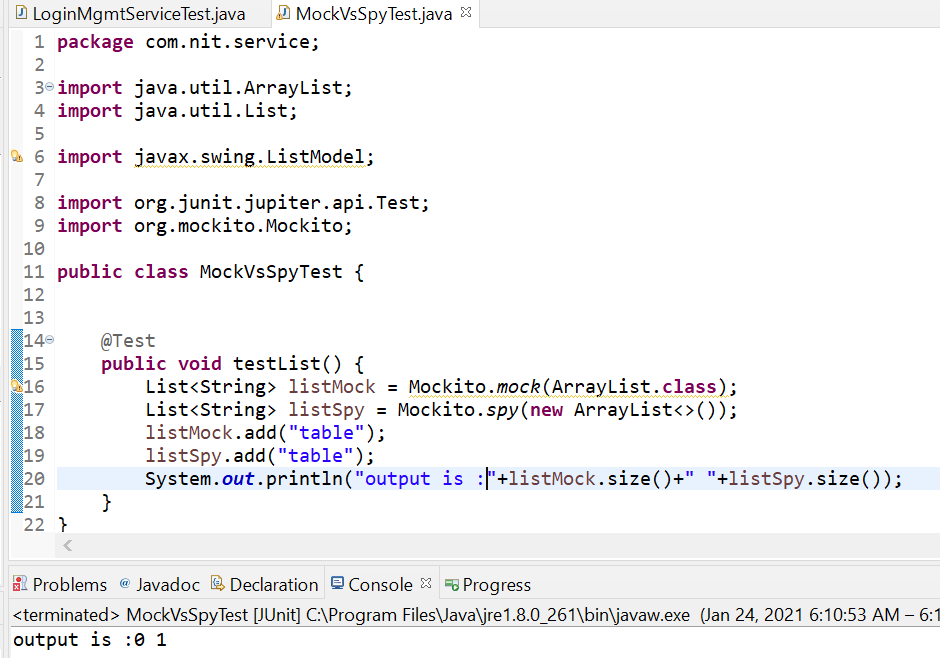 LoginMgmtServiceTest.java MockVsSpyTest.java
1 package com.nit.service;
2
3 import java.util.ArrayList;
4 import java.util.List;
5
6 import javax.swing.ListModel;
7
8 import org.junit.jupiter.api.Test;
9 import org.mockito.Mockito;
10
11 public class MockVsSpyTest {
12
13
14 @Test
15 public void testList() {
16 List<String> listMock = Mockito.mock(ArrayList.class);
17 List<String> listSpy = Mockito.spy(new ArrayList<>());
18 listMock.add("table");
19 listSpy.add("table");
20 System.out.println("output is :"+listMock.size()+" "+listSpy.size());
21 }
22 }
Problems @ Javadoc Declaration Console Progress
<terminated> MockVsSpyTest [JUnit] C:\Program Files\Java\jre1.8.0_261\bin\javaw.exe (Jan 24, 2021 6:10:53 AM – 6:1
output is :0 1